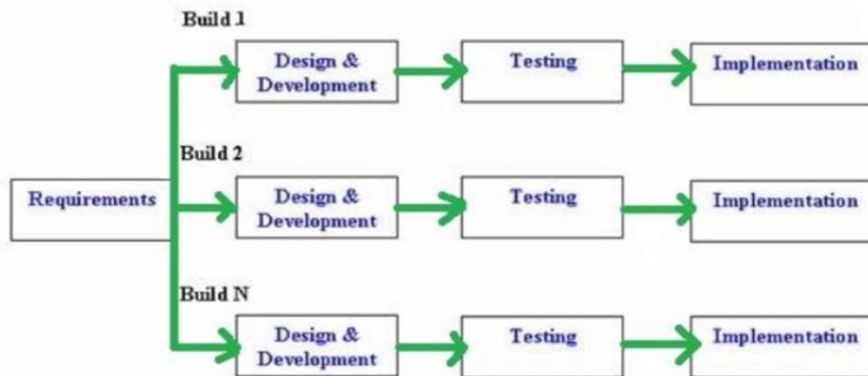 Build 1
Design &
Development
Testing
Implementation
Build 2
Requirements
Design &
Development
Testing
Implementation
Build N
Design &
Development
Testing
Implementation